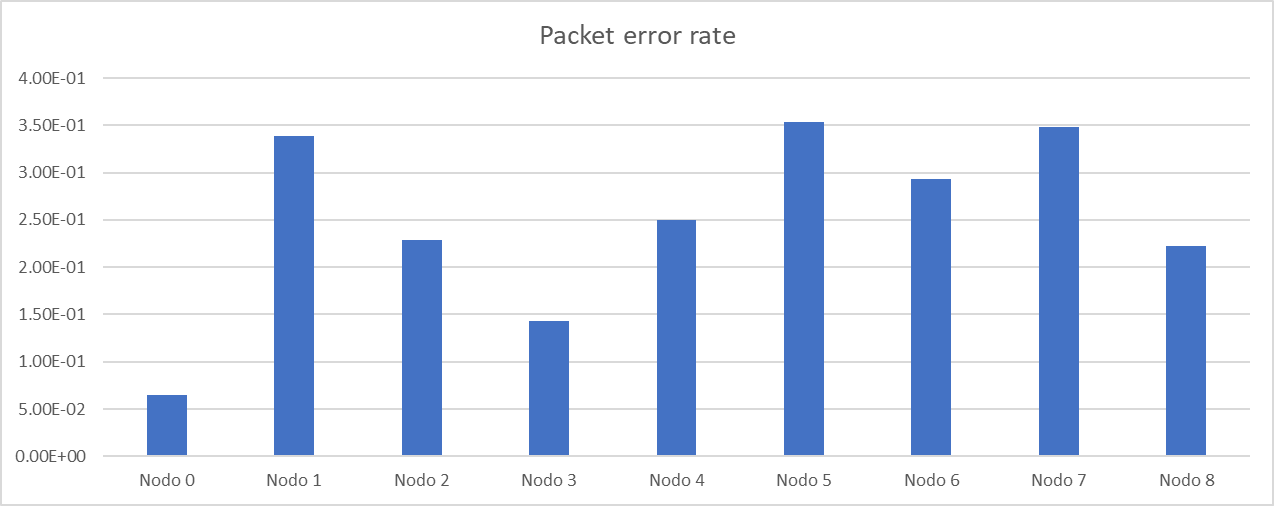 Packet error rate
4.00E-01
3.50E-01
3.00E-01
2.50E-01
2.00E-01
1.50E-01
1.00E-01
5.00E-02
0.00E+00
Nodo 0 Nodo 1 Nodo 2 Nodo 3 Nodo 4 Nodo 5 Nodo 6 Nodo 7 Nodo 8